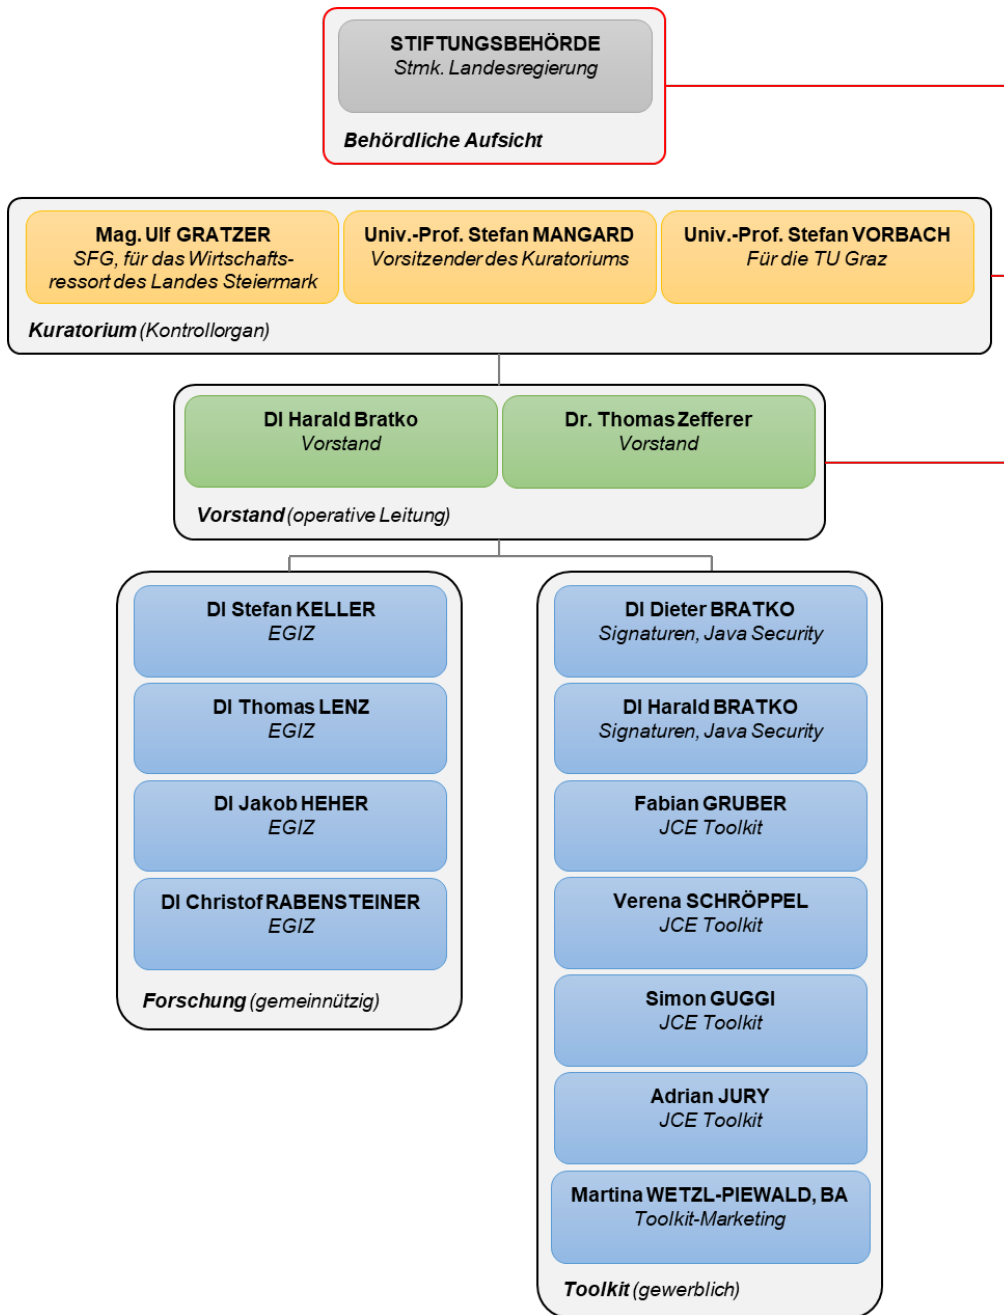 STIFTUNGSBEHÖRDE
Stmk. Landesregierung
Behördliche Aufsicht
Mag. Ulf GRATZER
SFG, für das Wirtschafts-
ressort des Landes Steiermark
Univ.-Prof. Stefan MANGARD
Vorsitzender des Kuratoriums
Univ.-Prof. Stefan VORBACH
Für die TU Graz
Kuratorium (Kontrollorgan)
DI Harald Bratko
Vorstand
Dr. Thomas Zefferer
Vorstand
Vorstand (operative Leitung)
DI Stefan KELLER
EGIZ
DI Thomas LENZ
EGIZ
DI Jakob HEHER
EGIZ
DI Christof RABENSTEINER
EGIZ
Forschung (gemeinnützig)
DI Dieter BRATKO
Signaturen, Java Security
DI Harald BRATKO
Signaturen, Java Security
Fabian GRUBER
JCE Toolkit
Verena SCHRÖPPEL
JCE Toolkit
Simon GUGGI
JCE Toolkit
Adrian JURY
JCE Toolkit
Martina WETZL-PIEWALD, BA
Toolkit-Marketing
Toolkit (gewerblich)